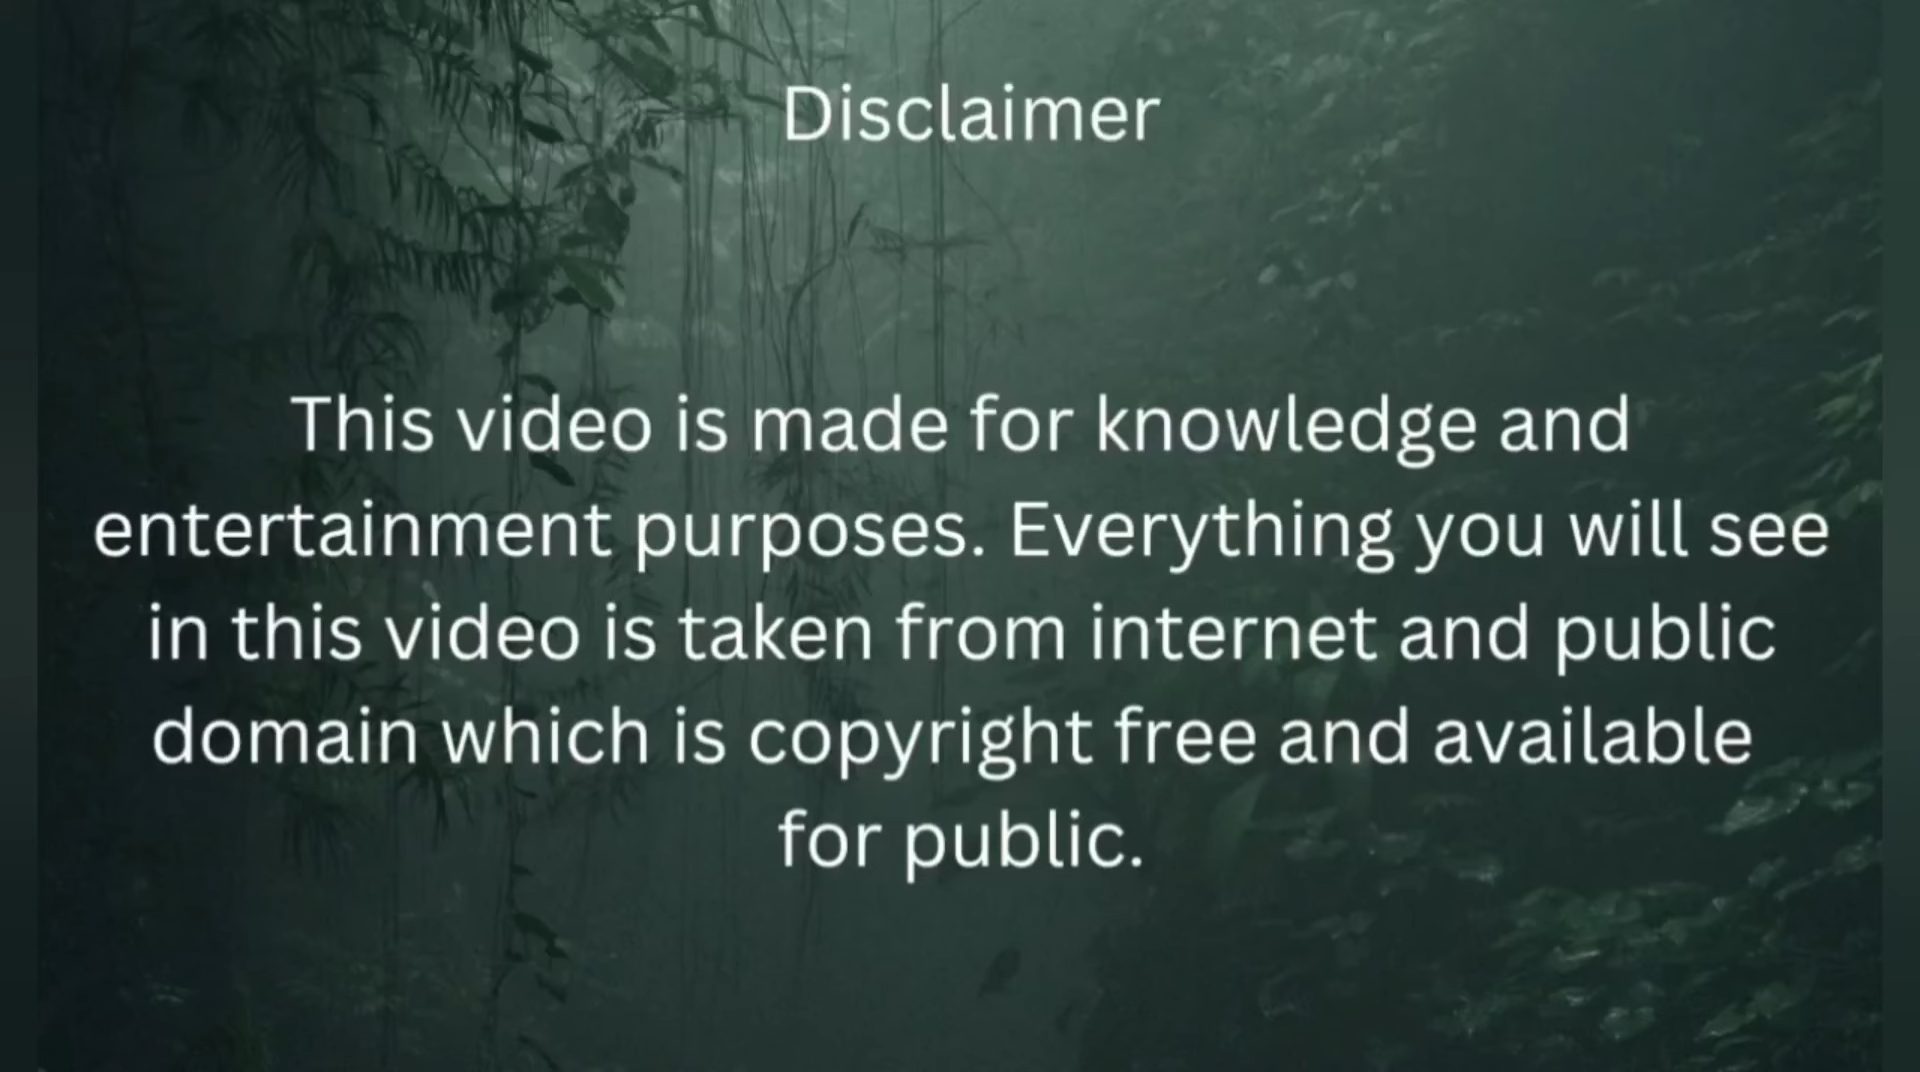 Disclaimer
This video is made for knowledge and
entertainment purposes. Everything you will see
in this video is taken from internet and public
domain which is copyright free and available
for public.